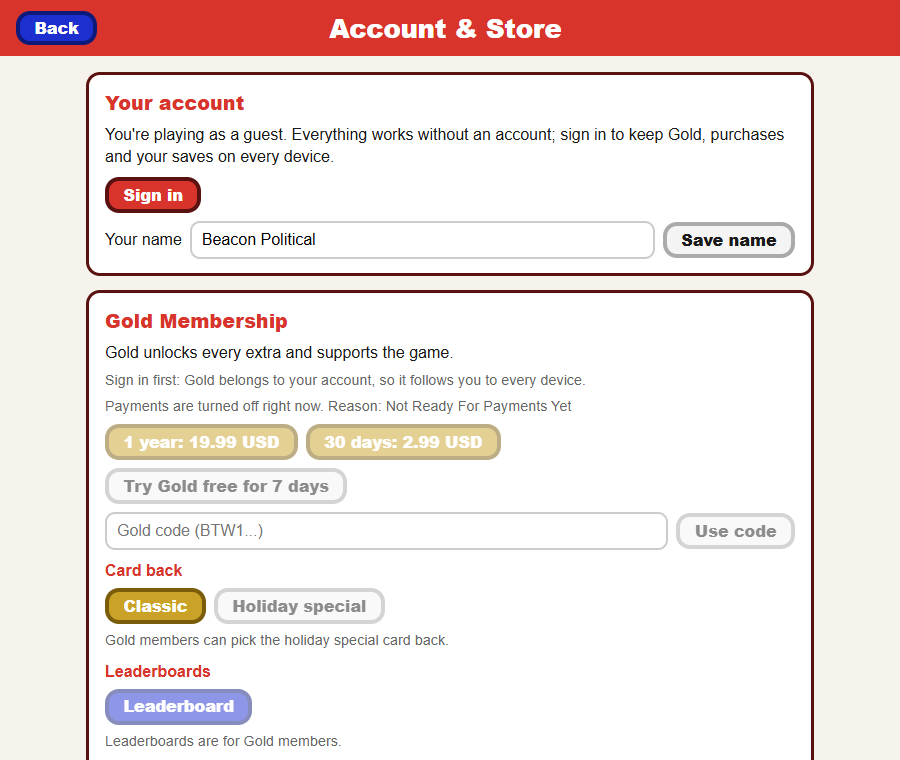 Back
Account & Store
Your account
You're playing as a guest. Everything works without an account; sign in to keep Gold, purchases
and your saves on every device.
Sign in
Your name
Beacon Political
Save name
Gold Membership
Gold unlocks every extra and supports the game.
Sign in first: Gold belongs to your account, so it follows you to every device.
Payments are turned off right now. Reason: Not Ready For Payments Yet
1 year: 19.99 USD
30 days: 2.99 USD
Try Gold free for 7 days
Gold code (BTW1...)
Use code
Card back
Classic
Holiday special
Gold members can pick the holiday special card back.
Leaderboards
Leaderboard
Leaderboards are for Gold members.